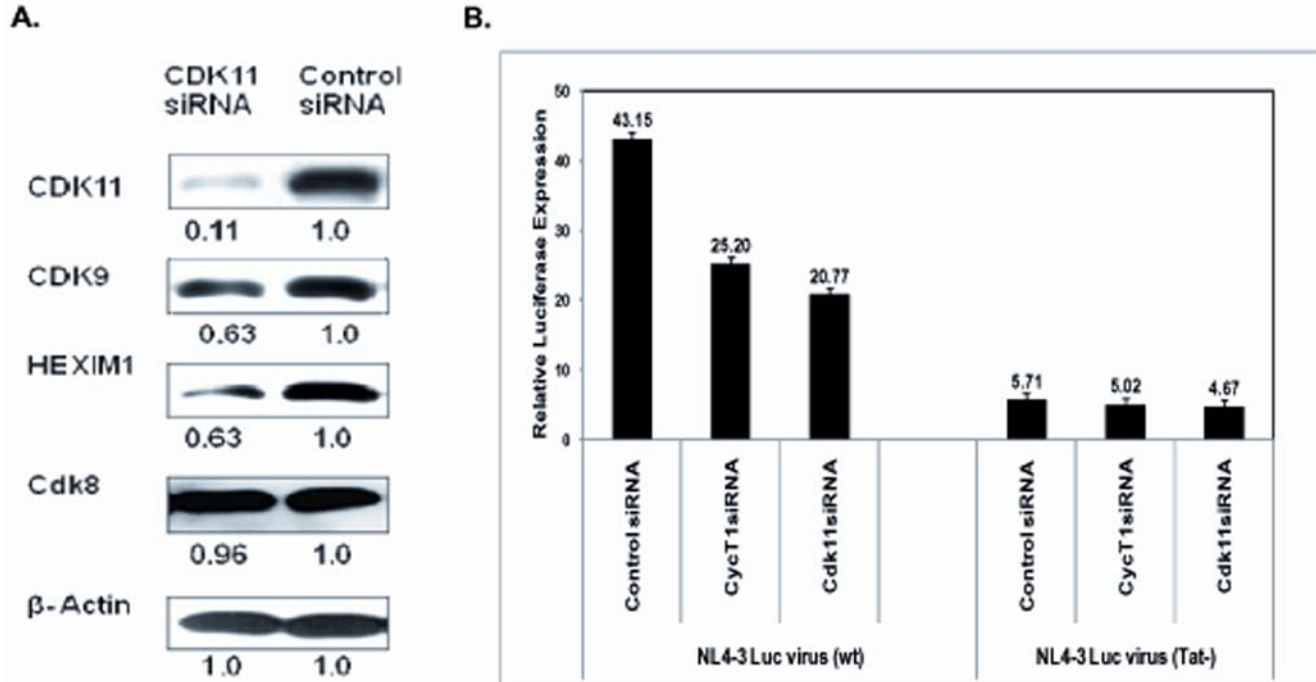 A.
CDK11 siRNA
Control siRNA
CDK11
0.11 1.0
CDK9
0.63 1.0
HEXIM1
0.63 1.0
Cdk8
0.96 1.0
β-Actin
1.0 1.0
B.
Relative Luciferase Expression
50
40
30
20
10
0
43.15
25.20
20.77
5.71
5.02
4.67
Control siRNA
CycT1siRNA
Cdk11siRNA
Control siRNA
CycT1siRNA
Cdk11siRNA
NL4-3 Luc virus (wt)
NL4-3 Luc virus (Tat-)